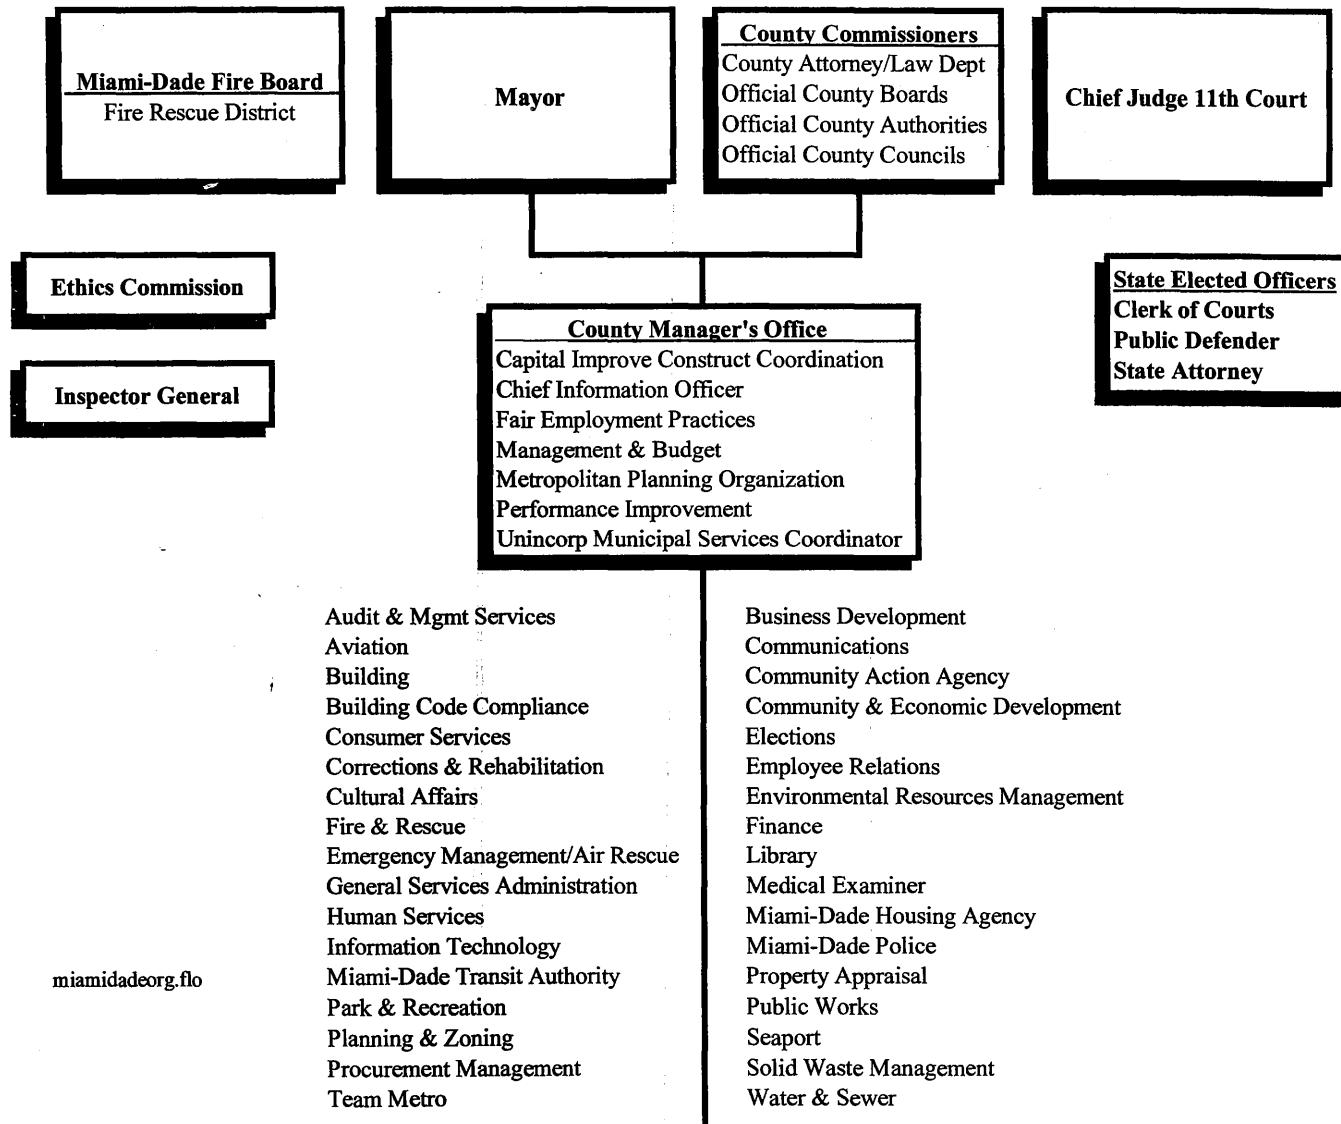 Miami-Dade Fire Board
Fire Rescue District
Mayor
County Commissioners
County Attorney/Law Dept
Official County Boards
Official County Authorities
Official County Councils
Chief Judge 11th Court
Ethics Commission
Inspector General
County Manager's Office
Capital Improve Construct Coordination
Chief Information Officer
Fair Employment Practices
Management & Budget
Metropolitan Planning Organization
Performance Improvement
Unincorp Municipal Services Coordinator
State Elected Officers
Clerk of Courts
Public Defender
State Attorney
Audit & Mgmt Services
Aviation
Building
Building Code Compliance
Consumer Services
Corrections & Rehabilitation
Cultural Affairs
Fire & Rescue
Emergency Management/Air Rescue
General Services Administration
Human Services
Information Technology
Miami-Dade Transit Authority
Park & Recreation
Planning & Zoning
Procurement Management
Team Metro
Business Development
Communications
Community Action Agency
Community & Economic Development
Elections
Employee Relations
Environmental Resources Management
Finance
Library
Medical Examiner
Miami-Dade Housing Agency
Miami-Dade Police
Property Appraisal
Public Works
Seaport
Solid Waste Management
Water & Sewer
miamidadeorg.flo